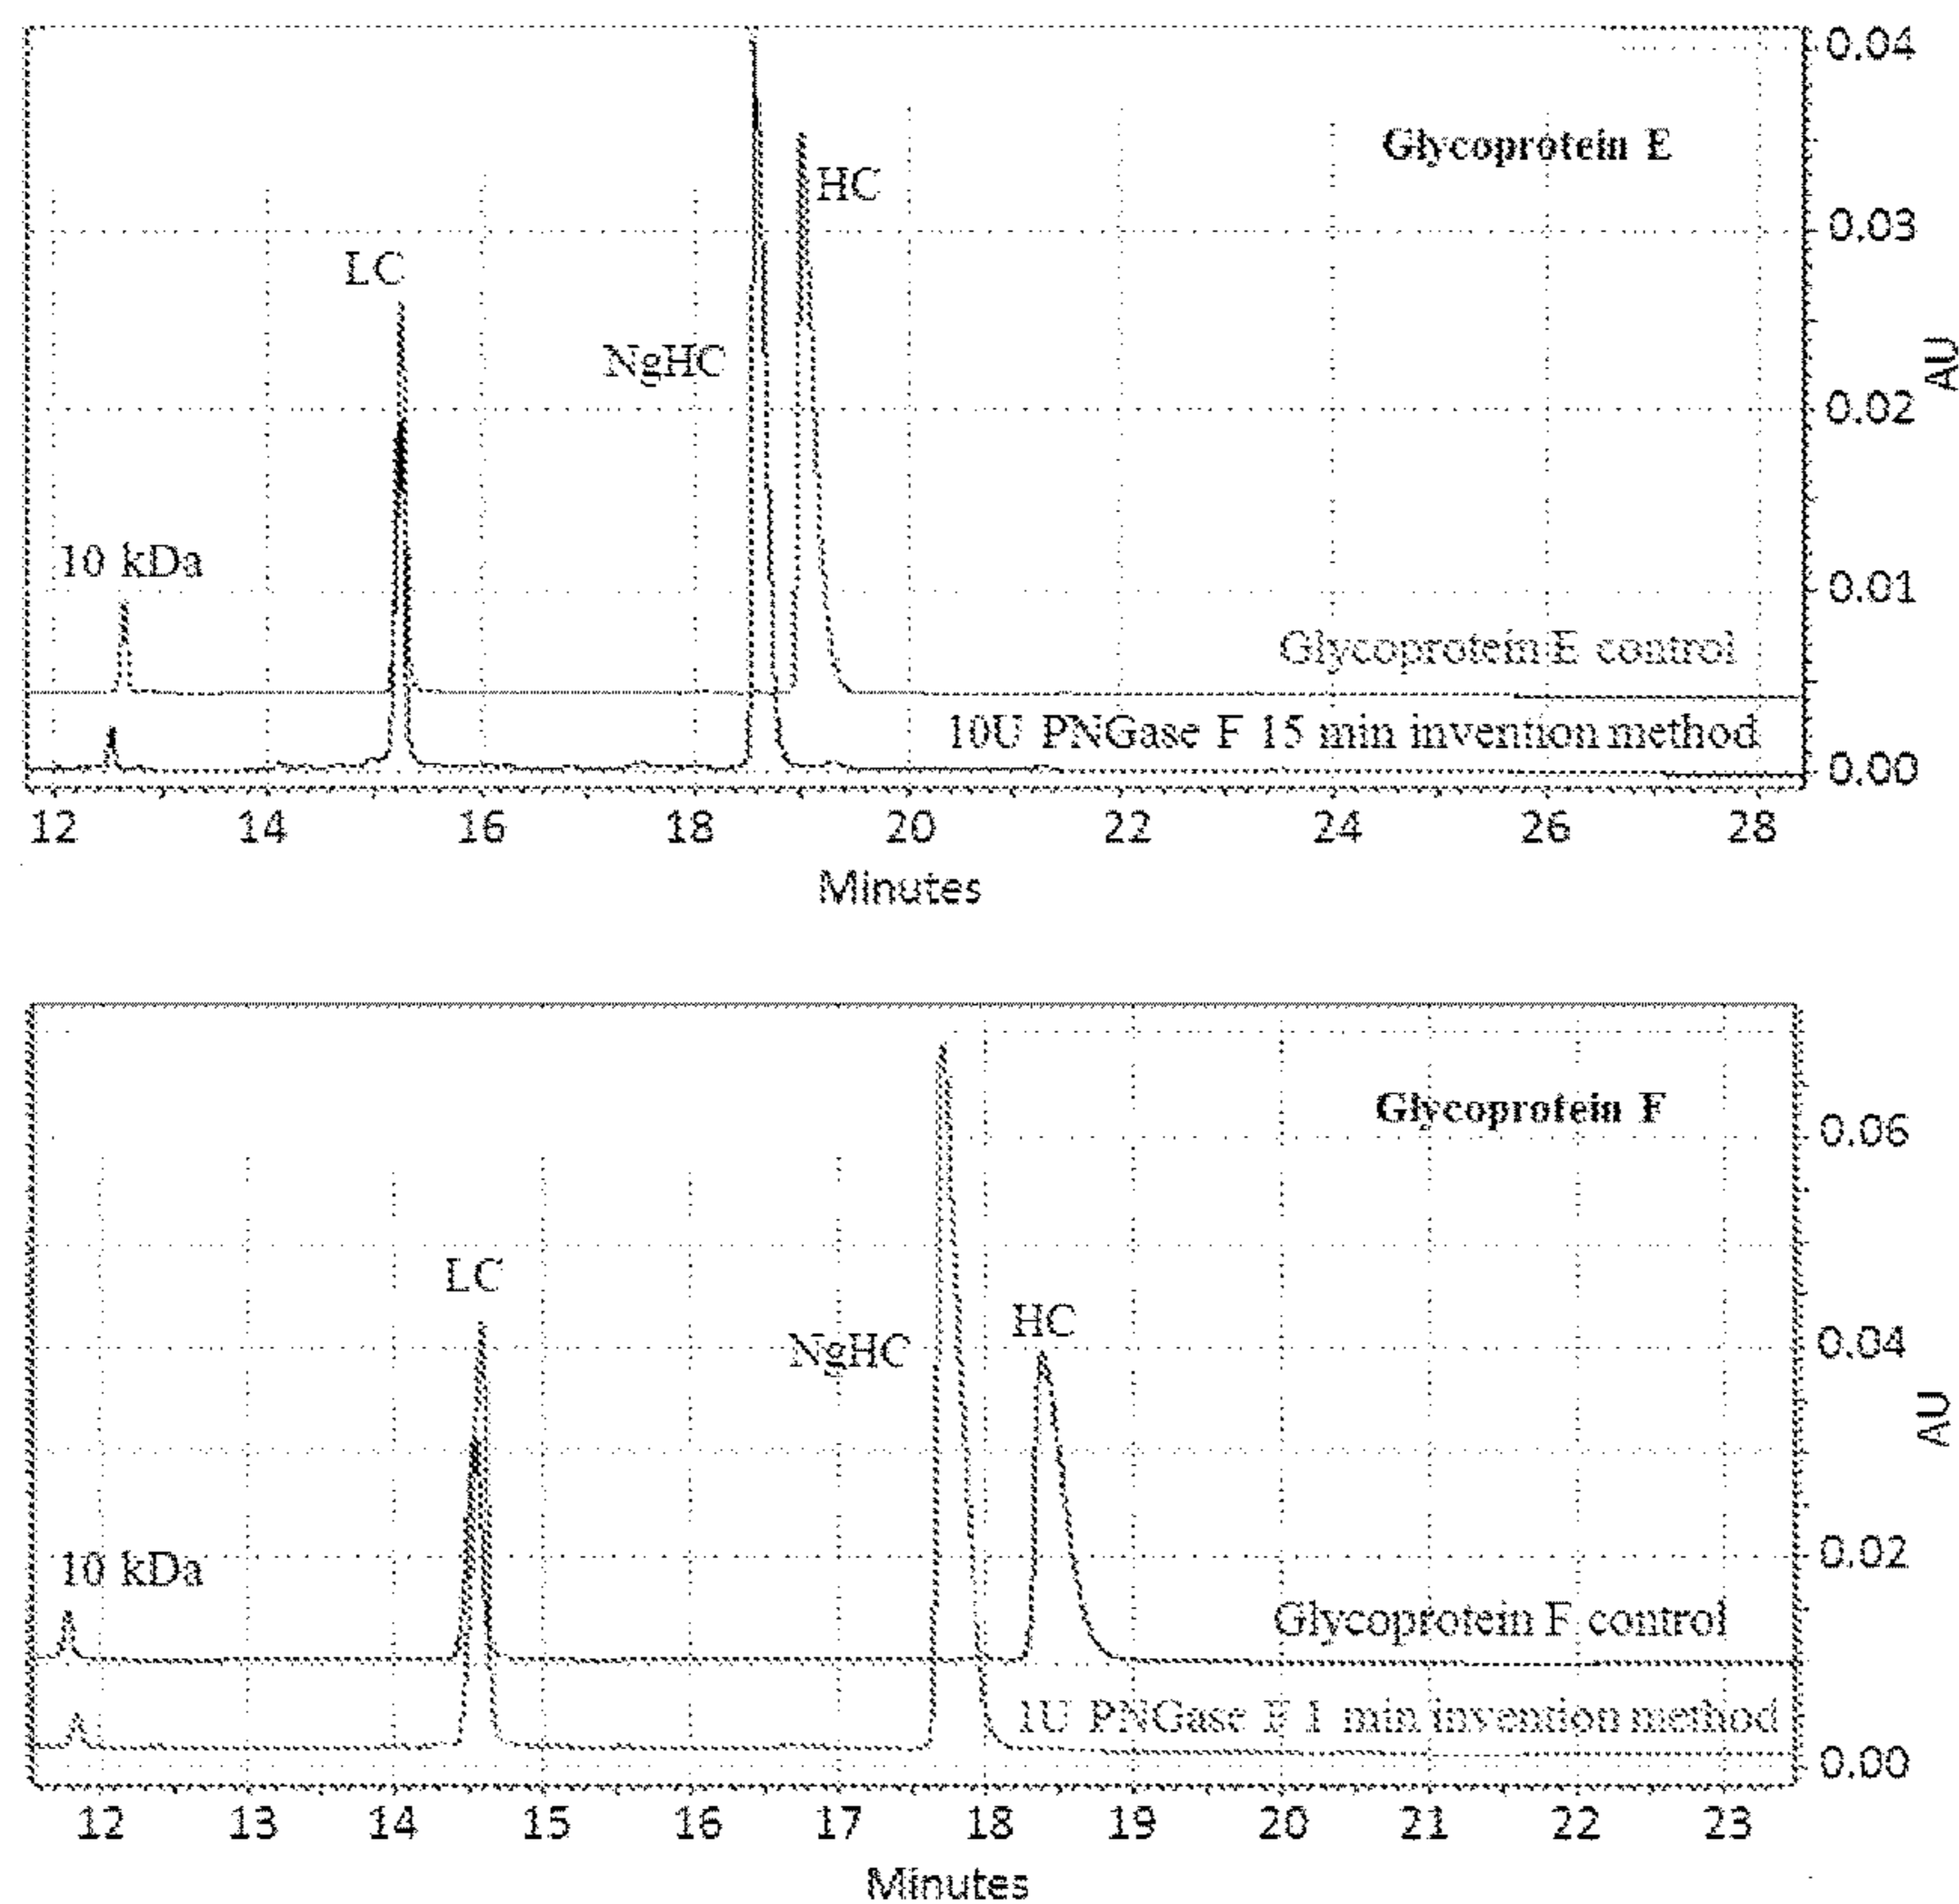 0.04
Glycoprotein E
HC
0.03
LC
NgHC
AU
0.02
10 kDa
0.01
Glycoprotein E control
10U PNGase F 15 min invention method
0.00
12 14 16 18 20 22 24 26 28
Minutes
Glycoprotein F
0.06
LC
HC
NgHC
0.04
AU
10 kDa
0.02
Glycoprotein F control
1U PNGase F 1 min invention method
0.00
12 13 14 15 16 17 18 19 20 21 22 23
Minutes